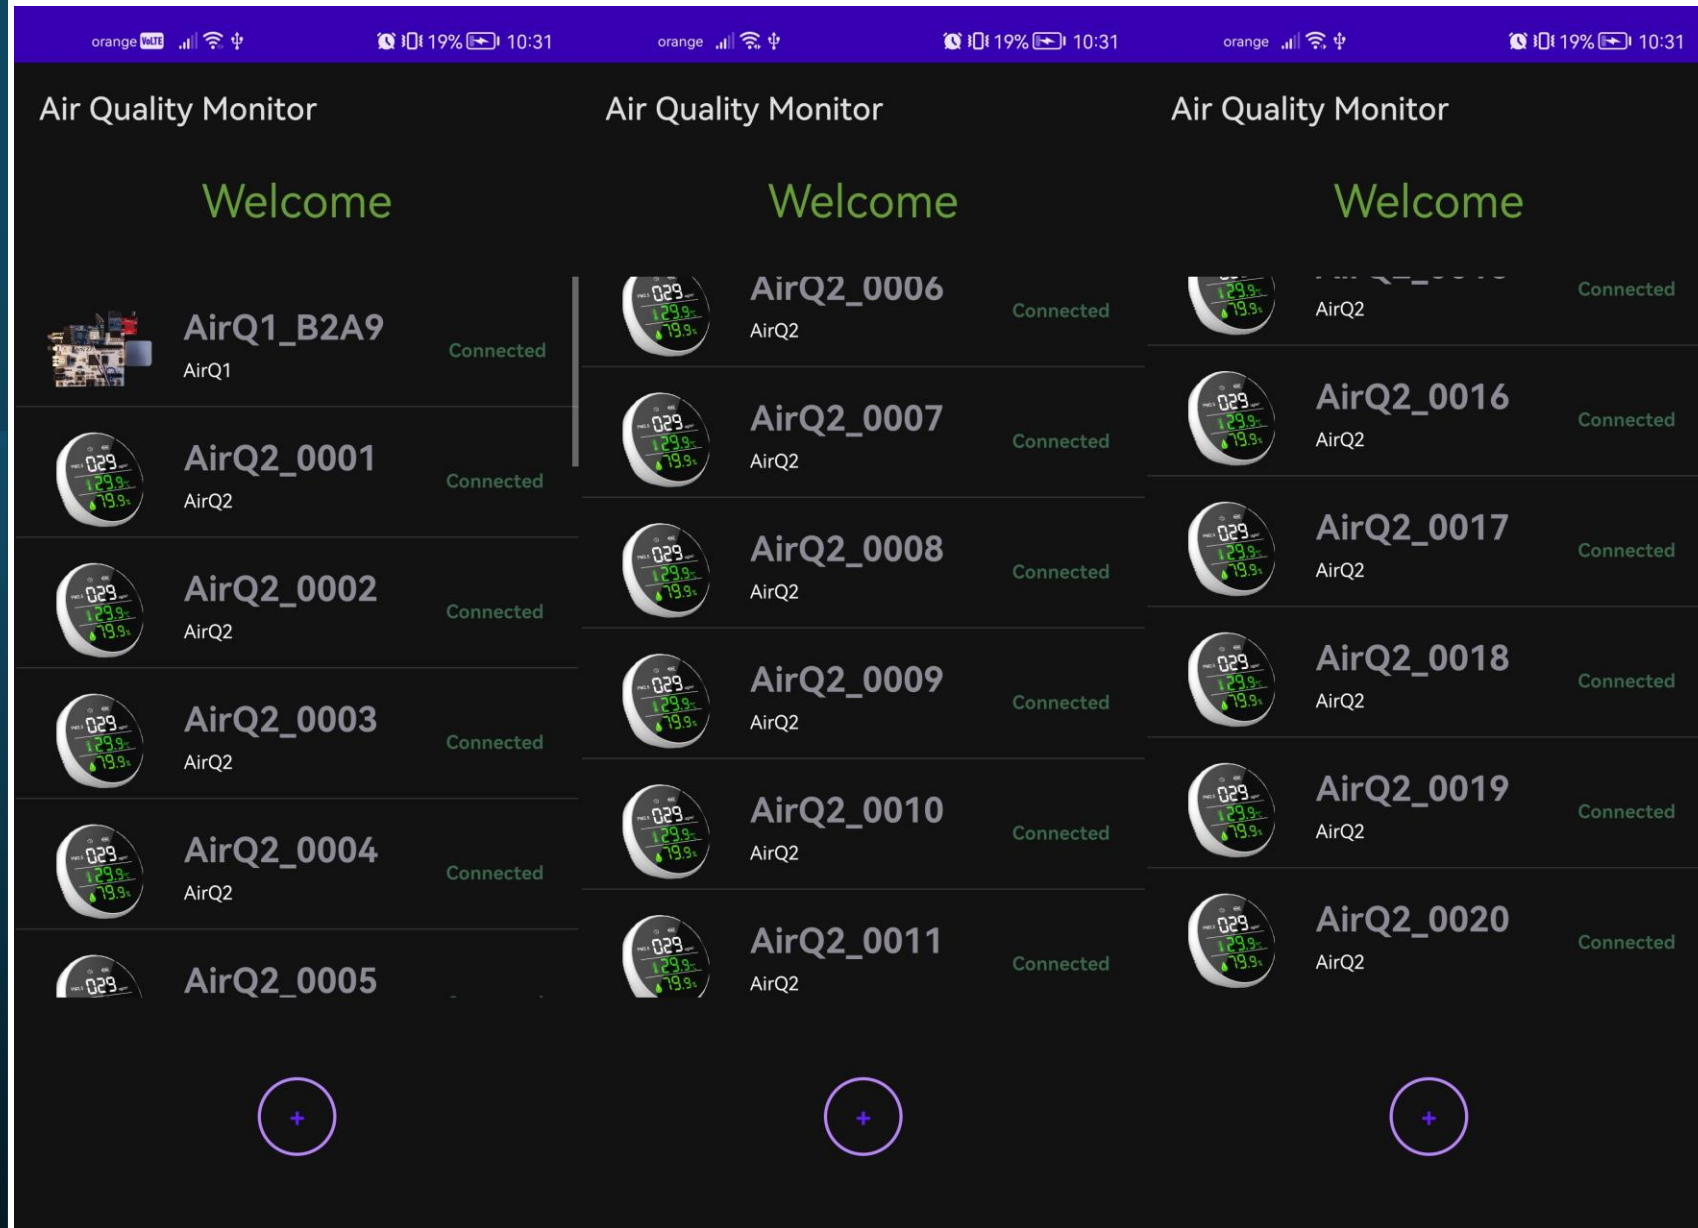 orange VoLTE 19% 10:31
Air Quality Monitor
Welcome
AirQ1_B2A9
AirQ1
Connected
AirQ2_0001
AirQ2
Connected
AirQ2_0002
AirQ2
Connected
AirQ2_0003
AirQ2
Connected
AirQ2_0004
AirQ2
Connected
AirQ2_0005
+
orange 19% 10:31
Air Quality Monitor
Welcome
AirQ2_0006
AirQ2
Connected
AirQ2_0007
AirQ2
Connected
AirQ2_0008
AirQ2
Connected
AirQ2_0009
AirQ2
Connected
AirQ2_0010
AirQ2
Connected
AirQ2_0011
AirQ2
Connected
+
orange 19% 10:31
Air Quality Monitor
Welcome
AirQ2
Connected
AirQ2_0016
AirQ2
Connected
AirQ2_0017
AirQ2
Connected
AirQ2_0018
AirQ2
Connected
AirQ2_0019
AirQ2
Connected
AirQ2_0020
AirQ2
Connected
+